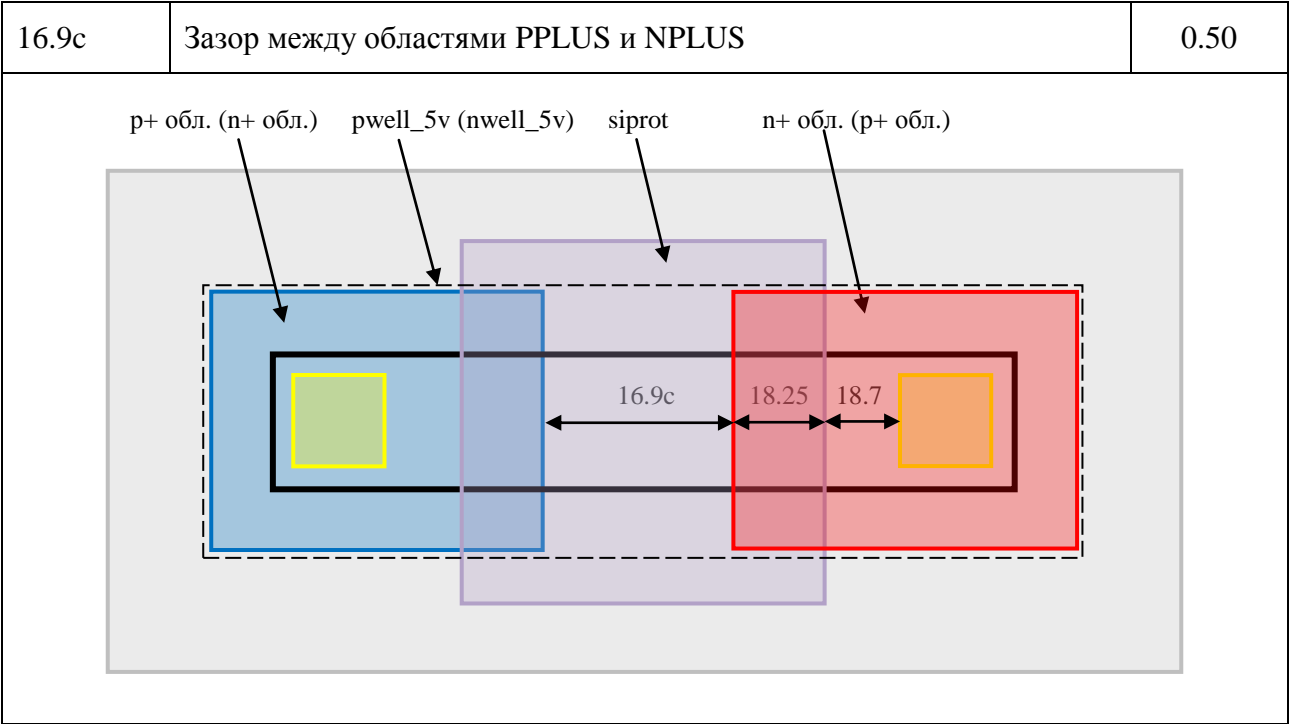 16.9c Зазор между областями PPLUS и NPLUS 0.50
p+ обл. (n+ обл.) pwell_5v (nwell_5v) siprot n+ обл. (p+ обл.)
16.9c 18.25 18.7